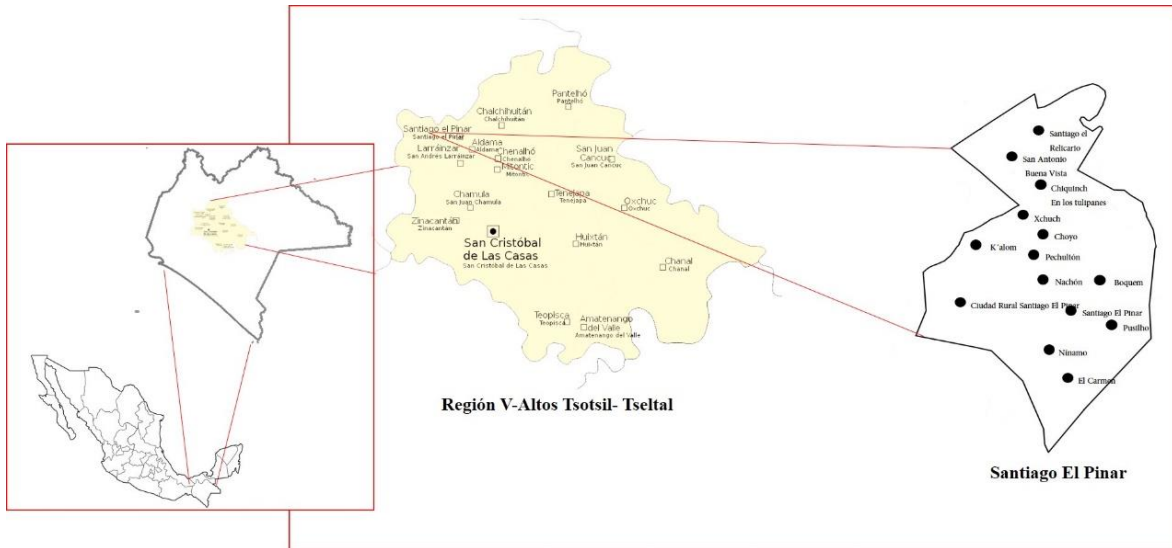 Pantelhó
Pantelhó
Chalchihuitán
Chalchihuitán
Santiago el Pinar
Santiago el Pinar
Aldama
Aldama
Larráinzar
San Andrés Larráinzar
henalhó
Chenalho
Mitontic
San Juan
Cancuc
San Juan Cancuc
Chamula
San Juan Chamula
Tenejapa
Tenejapa
Oxchuc
Oxchuc
Zinacantán
Zinacantán
San Cristóbal
de Las Casas
San Cristóbal de Las Casas
Huixtán
Huixtán
Chanal
Chanal
Teopisca
Teopisca
Amatenango
del Valle
Amatenango del Valle
Región V-Altos Tsotsil- Tseltal
Santiago el
Relicario
San Antonio
Buena Vista
Chiquinch
En los tulipanes
Xchuch
Choyo
K´alom
Pechultón
Nachón
Boquem
Ciudad Rural Santiago El Pinar
Santiago El Pinar
Pusilho
Ninamo
El Carmen
Santiago El Pinar